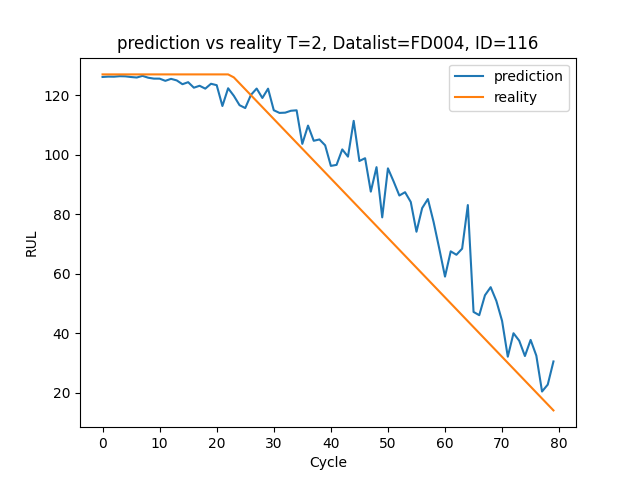 prediction vs reality T=2, Datalist=FD004, ID=116
prediction
reality
120
100
80
60
40
20
RUL
0 10 20 30 40 50 60 70 80
Cycle